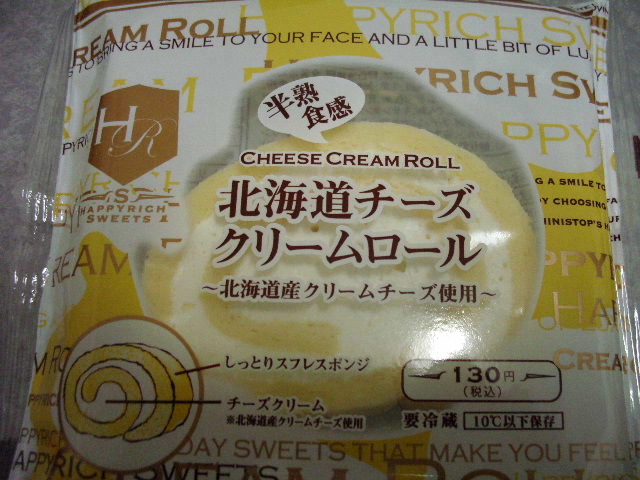 CREAM ROLL
TO BRING A SMILE TO YOUR FACE AND A LITTLE BIT OF
半熟
食感
HR
S
HAPPYRICH
SWEETS 1
CHEESE CREAM ROLL
北海道チーズ
クリームロール
～北海道産クリームチーズ使用～
A SMILE TO
CHOOSING
MINISTOP'S
しっとりスフレスポンジ
チーズクリーム
※北海道産クリームチーズ使用
130円
(税込)
要冷蔵 10℃以下保存
DAY SWEETS THAT MAKE YOU FEEL